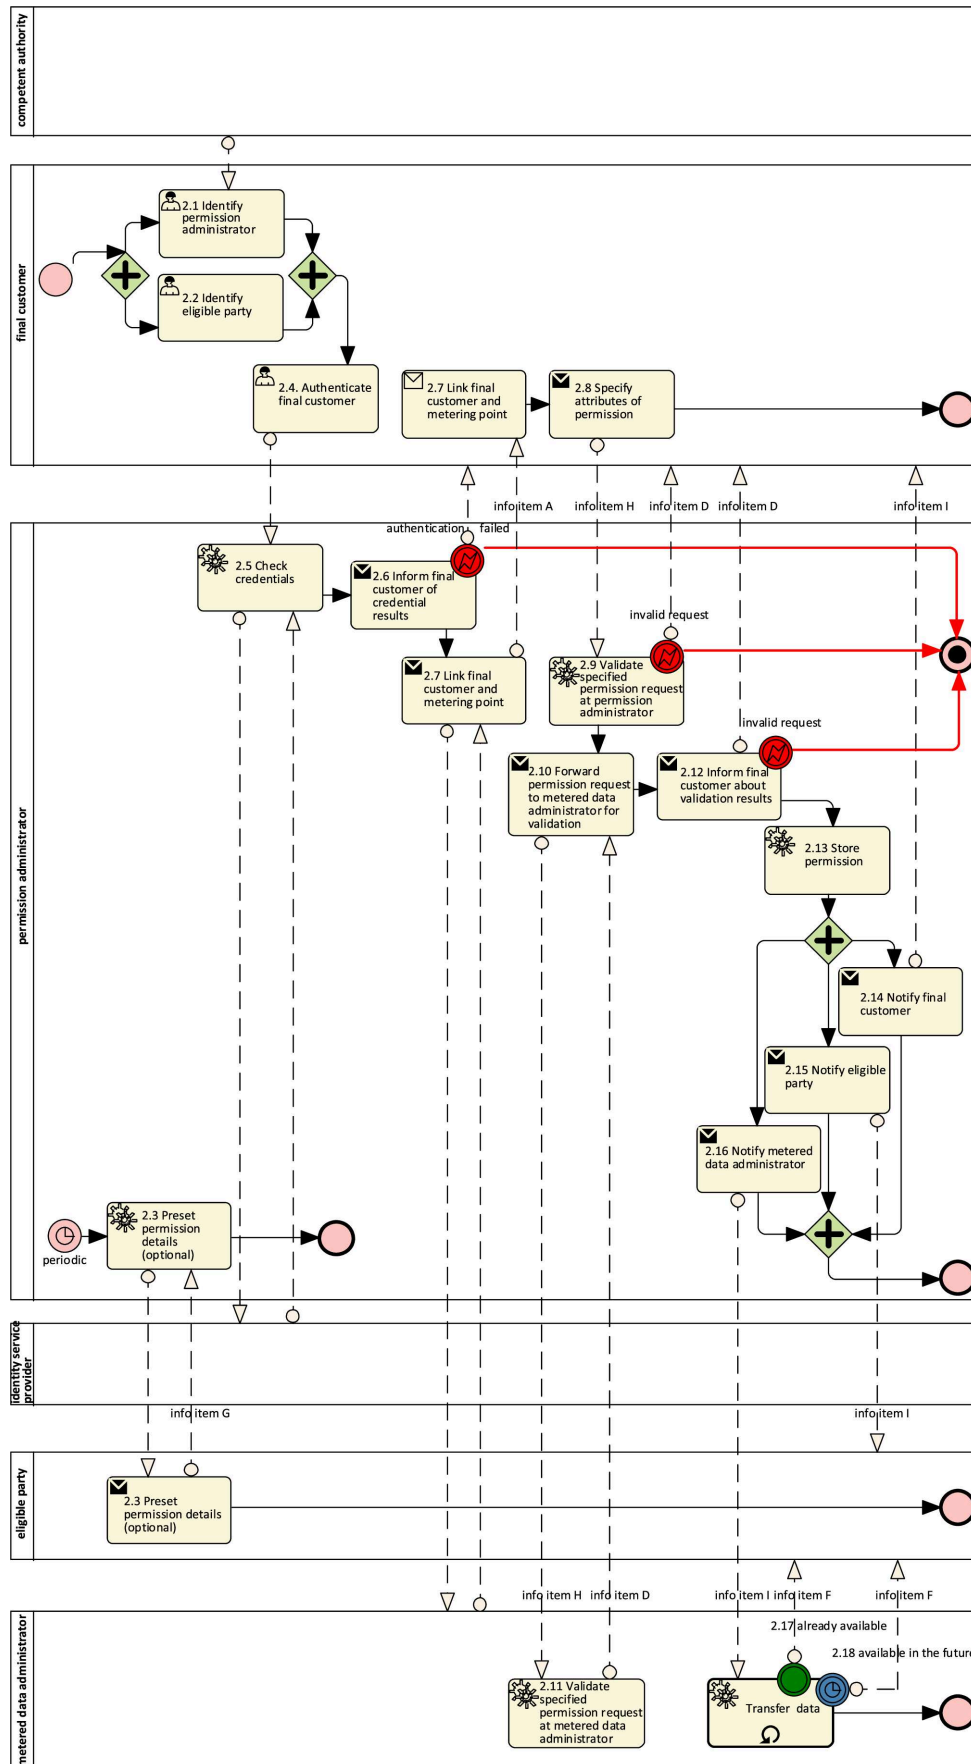 competent authority
final customer
2.1 Identify
permission
administrator
2.2 Identify
eligible party
2.4. Authenticate
final customer
2.7 Link final
customer and
metering point
2.8 Specify
attributes of
permission
info item A
info item H
info item D
info item D
info item I
permission administrator
authentication failed
2.5 Check
credentials
2.6 Inform final
customer of
credential
results
invalid request
2.7 Link final
customer and
metering point
2.9 Validate
specified
permission request
at permission
administrator
invalid request
2.10 Forward
permission request
to metered data
administrator for
validation
2.12 Inform final
customer about
validation results
2.13 Store
permission
2.14 Notify final
customer
2.15 Notify eligible
party
2.16 Notify metered
data administrator
2.3 Preset
permission
details
(optional)
periodic
identity service
provider
info item G
info item I
eligible party
2.3 Preset
permission details
(optional)
info item H
info item D
info item I
info item F
info item F
metered data administrator
2.17 already available
2.18 available in the future
2.11 Validate
specified
permission request
at metered data
administrator
Transfer data